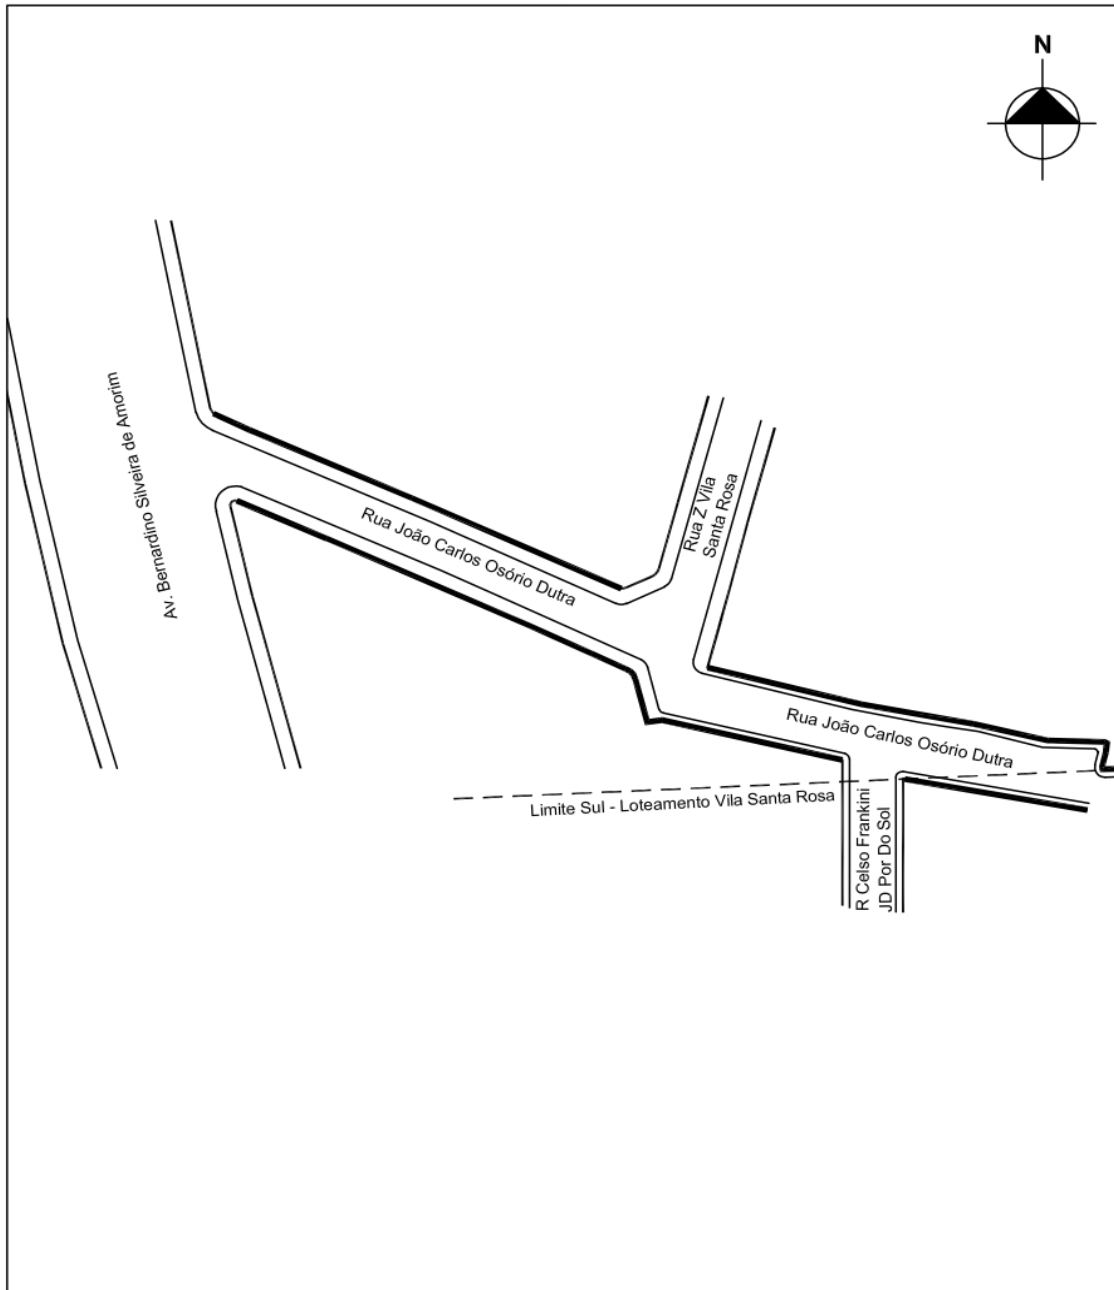 N
Av. Bernardino Silveira de Amorim
Rua João Carlos Osório Dutra
Rua Z Vila
Santa Rosa
Rua João Carlos Osório Dutra
Limite Sul - Loteamento Vila Santa Rosa
R Celso Frankini
JD Por Do Sol